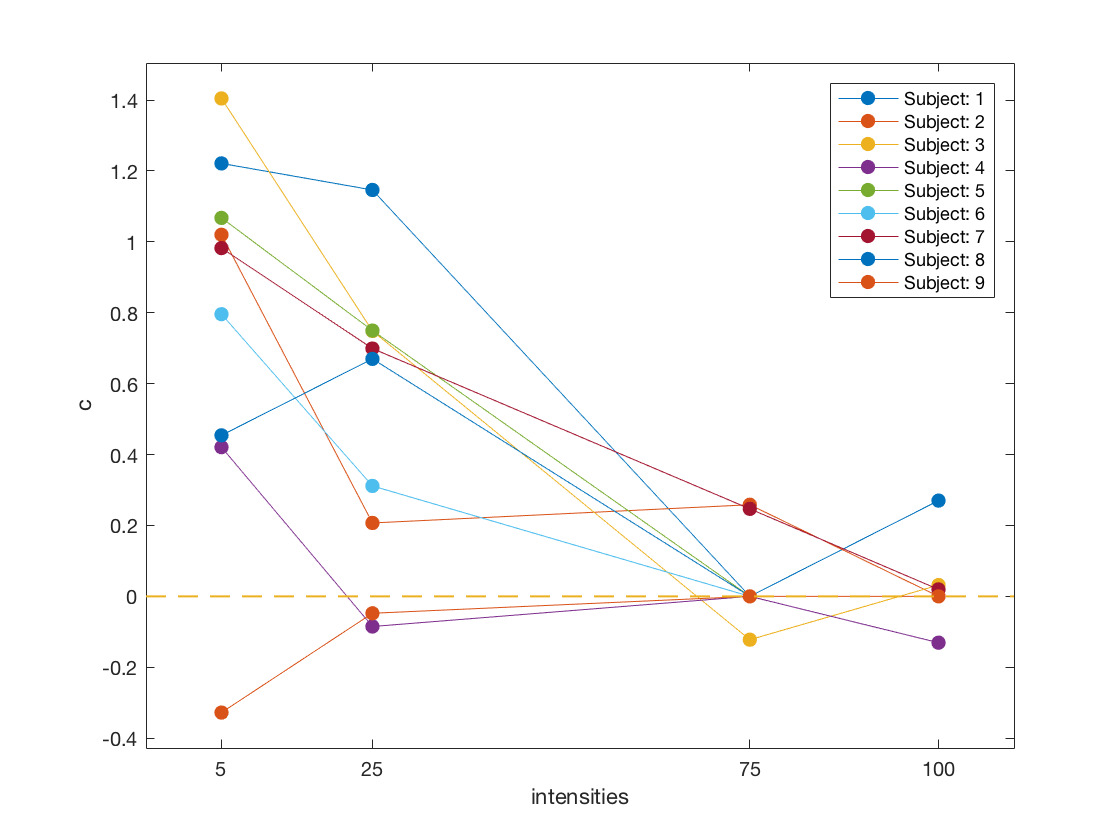 1.4
1.2
1
0.8
0.6
0.4
0.2
0
-0.2
-0.4
c
5 25 75 100
intensities
Subject: 1
Subject: 2
Subject: 3
Subject: 4
Subject: 5
Subject: 6
Subject: 7
Subject: 8
Subject: 9